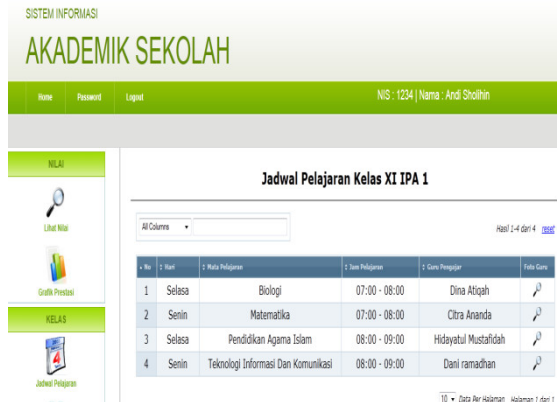 SISTEM INFORMASI
AKADEMIK SEKOLAH
Home Password Logout NIS : 1234 | Nama : Andi Sholihin
NILAI
Lihat Nilai
Grafik Prestasi
KELAS
Jadwal Pelajaran
Jadwal Pelajaran Kelas XI IPA 1
All Columns Hasil 1-4 dari 4 reset
No Hari Mata Pelajaran Jam Pelajaran Guru Pengajar Foto Guru
1 Selasa Biologi 07:00 - 08:00 Dina Atiqah
2 Senin Matematika 07:00 - 08:00 Citra Ananda
3 Selasa Pendidikan Agama Islam 08:00 - 09:00 Hidayatul Mustafidah
4 Senin Teknologi Informasi Dan Komunikasi 08:00 - 09:00 Dani ramadhan
10 Data Per Halaman Halaman 1 dari 1